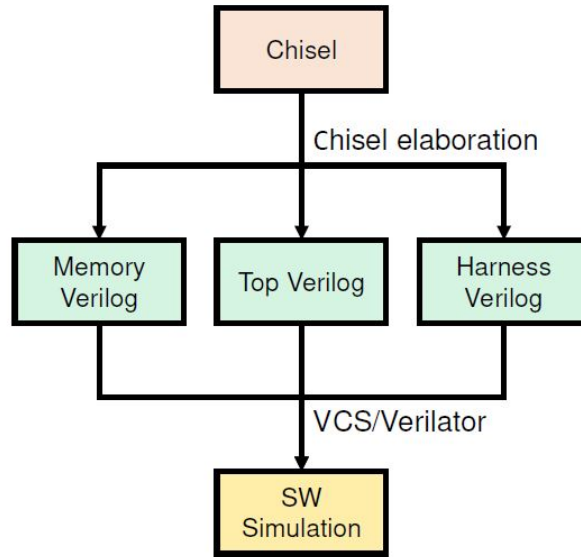 Chisel
Chisel elaboration
Memory
Verilog
Top Verilog
Harness
Verilog
VCS/Verilator
SW
Simulation